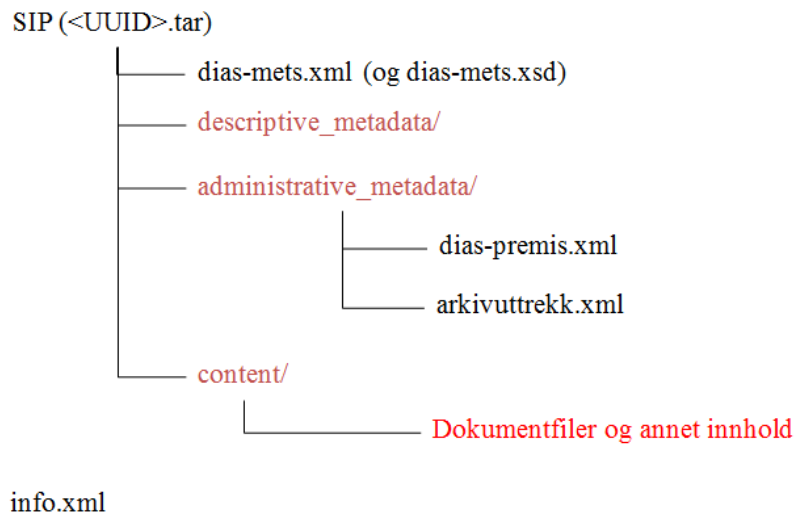 SIP (<UUID>.tar)
dias-mets.xml (og dias-mets.xsd)
descriptive_metadata/
administrative_metadata/
dias-premis.xml
arkivuttrekk.xml
content/
Dokumentfiler og annet innhold
info.xml